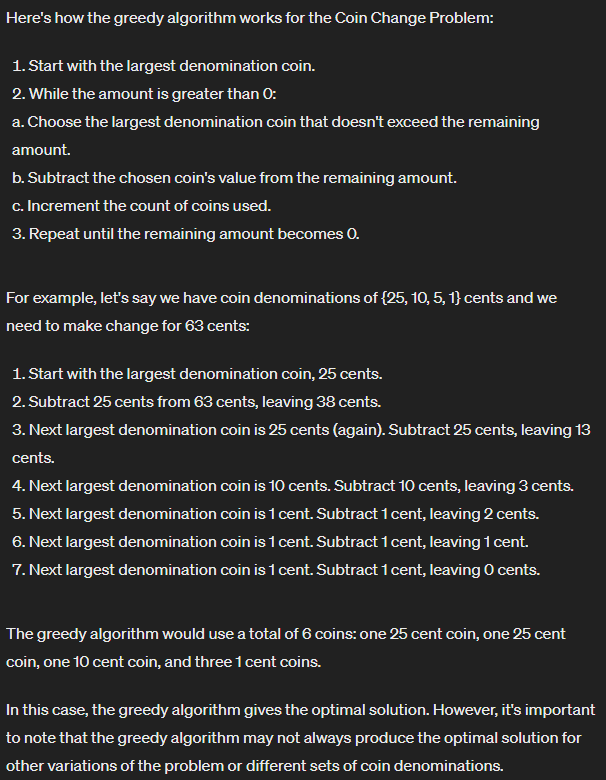 Here's how the greedy algorithm works for the Coin Change Problem:
1. Start with the largest denomination coin.
2. While the amount is greater than 0:
a. Choose the largest denomination coin that doesn't exceed the remaining
amount.
b. Subtract the chosen coin's value from the remaining amount.
c. Increment the count of coins used.
3. Repeat until the remaining amount becomes 0.
For example, let's say we have coin denominations of {25, 10, 5, 1} cents and we
need to make change for 63 cents:
1. Start with the largest denomination coin, 25 cents.
2. Subtract 25 cents from 63 cents, leaving 38 cents.
3. Next largest denomination coin is 25 cents (again). Subtract 25 cents, leaving 13
cents.
4. Next largest denomination coin is 10 cents. Subtract 10 cents, leaving 3 cents.
5. Next largest denomination coin is 1 cent. Subtract 1 cent, leaving 2 cents.
6. Next largest denomination coin is 1 cent. Subtract 1 cent, leaving 1 cent.
7. Next largest denomination coin is 1 cent. Subtract 1 cent, leaving 0 cents.
The greedy algorithm would use a total of 6 coins: one 25 cent coin, one 25 cent
coin, one 10 cent coin, and three 1 cent coins.
In this case, the greedy algorithm gives the optimal solution. However, it's important
to note that the greedy algorithm may not always produce the optimal solution for
other variations of the problem or different sets of coin denominations.